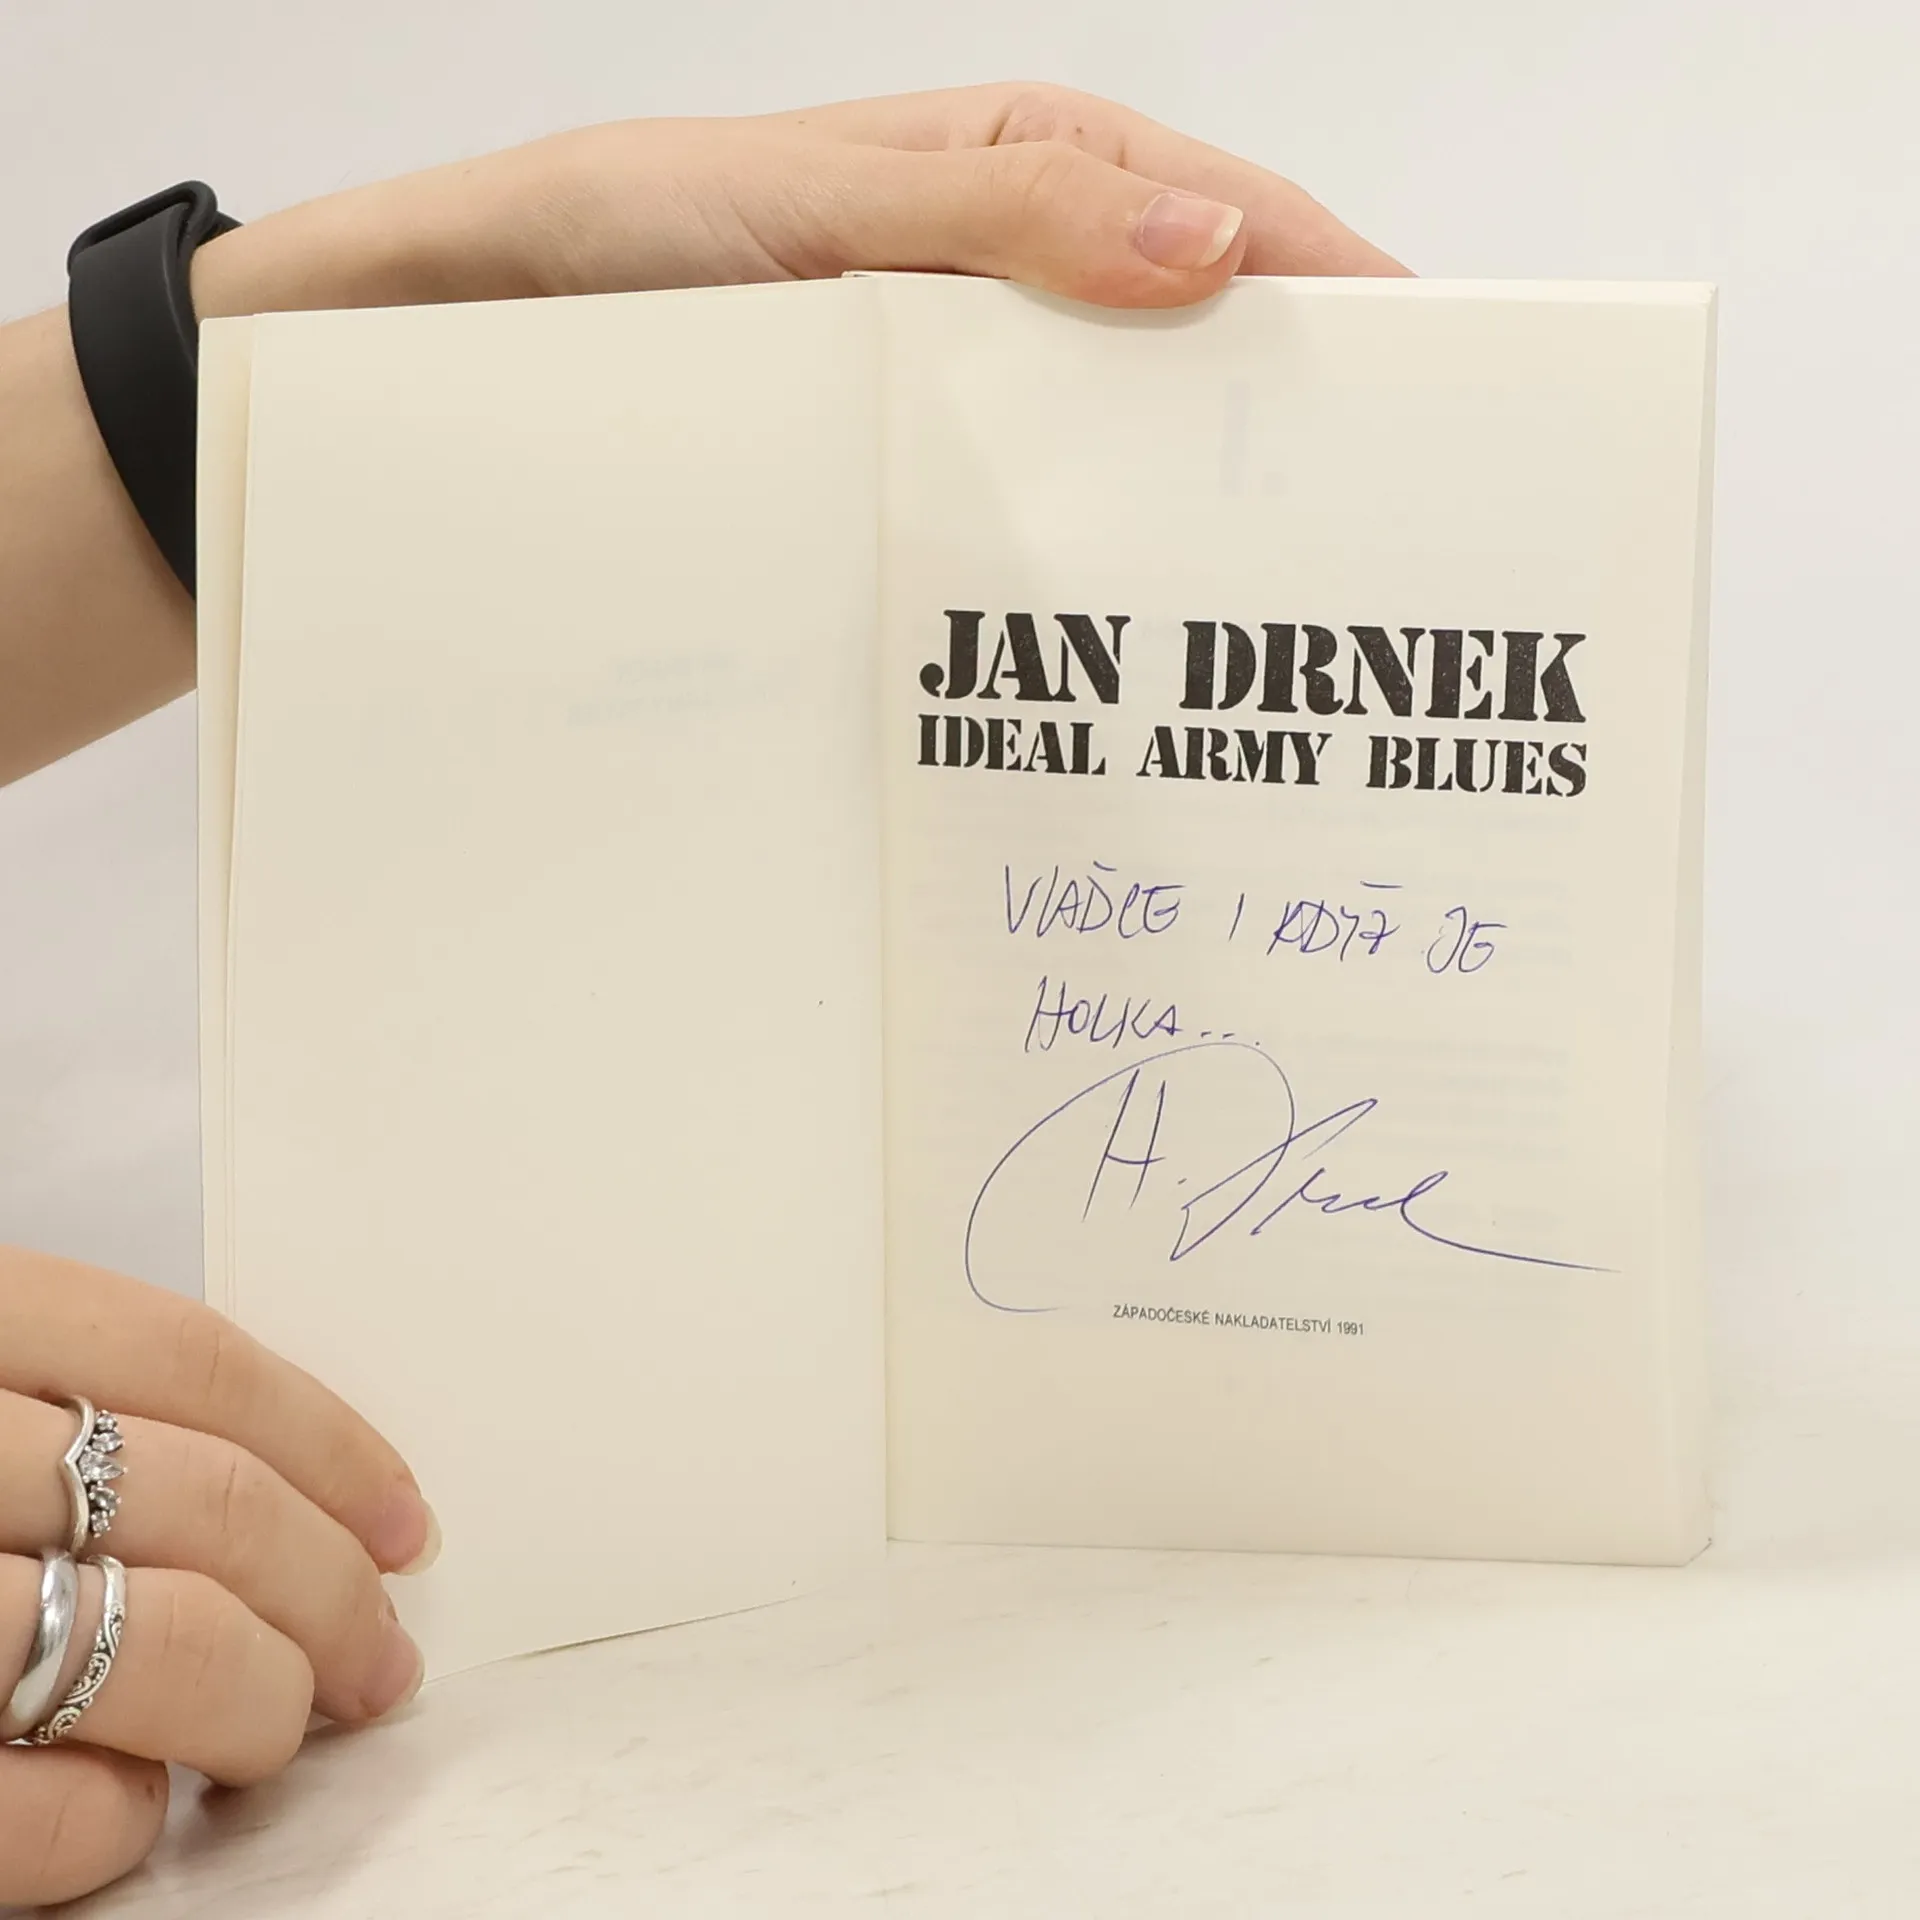 JAN DRNEK
IDEAL ARMY BLUES
VLAĎCE I KDYŽ JE
HOLKA...
ZÁPADOČESKÉ NAKLADATELSTVÍ 1991